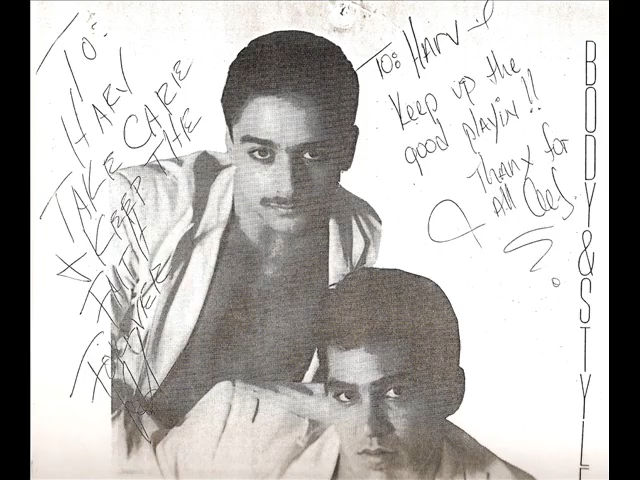 To:
HARV
TAKE CARE
& KEEP THE
FAITH
FOREVER
To: HARV
Keep up the
good playin!!
Thanx for
All
BODY & STYLE